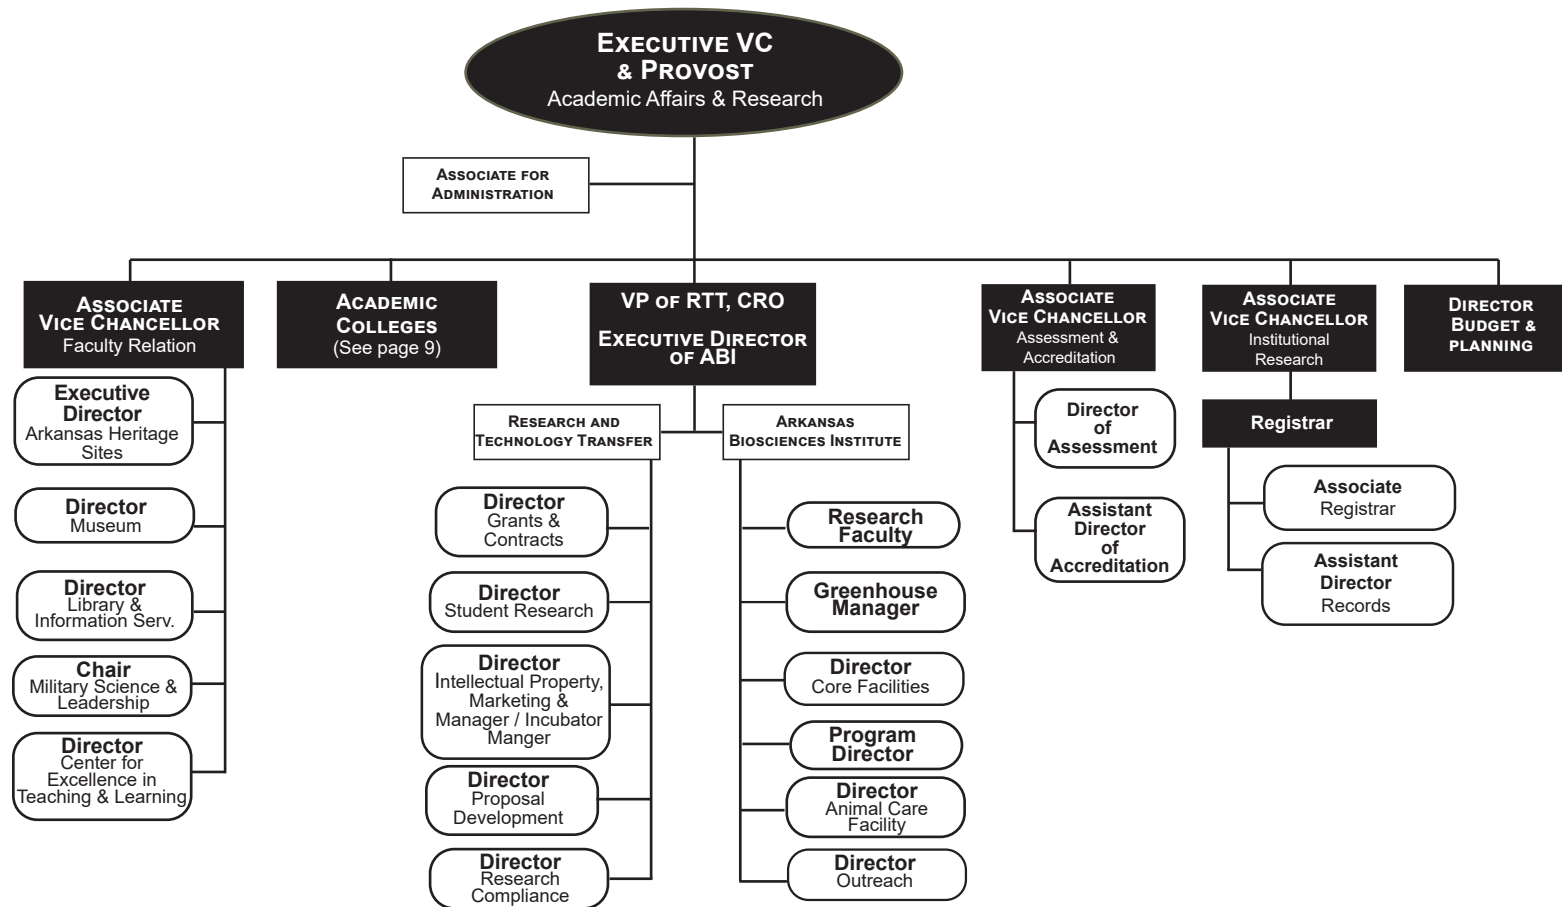 EXECUTIVE VC
& PROVOST
Academic Affairs & Research
ASSOCIATE FOR
ADMINISTRATION
ASSOCIATE
VICE CHANCELLOR
Faculty Relation
ACADEMIC
COLLEGES
(See page 9)
VP OF RTT, CRO
EXECUTIVE DIRECTOR
OF ABI
ASSOCIATE
VICE CHANCELLOR
Assessment &
Accreditation
ASSOCIATE
VICE CHANCELLOR
Institutional
Research
DIRECTOR
BUDGET &
PLANNING
Executive
Director
Arkansas Heritage
Sites
Director
Museum
Director
Library &
Information Serv.
Chair
Military Science &
Leadership
Director
Center for
Excellence in
Teaching & Learning
RESEARCH AND
TECHNOLOGY TRANSFER
Director
Grants &
Contracts
Director
Student Research
Director
Intellectual Property,
Marketing &
Manager / Incubator
Manger
Director
Proposal
Development
Director
Research
Compliance
ARKANSAS
BIOSCIENCES INSTITUTE
Research
Faculty
Greenhouse
Manager
Director
Core Facilities
Program
Director
Director
Animal Care
Facility
Director
Outreach
Director
of
Assessment
Assistant
Director
of
Accreditation
Registrar
Associate
Registrar
Assistant
Director
Records